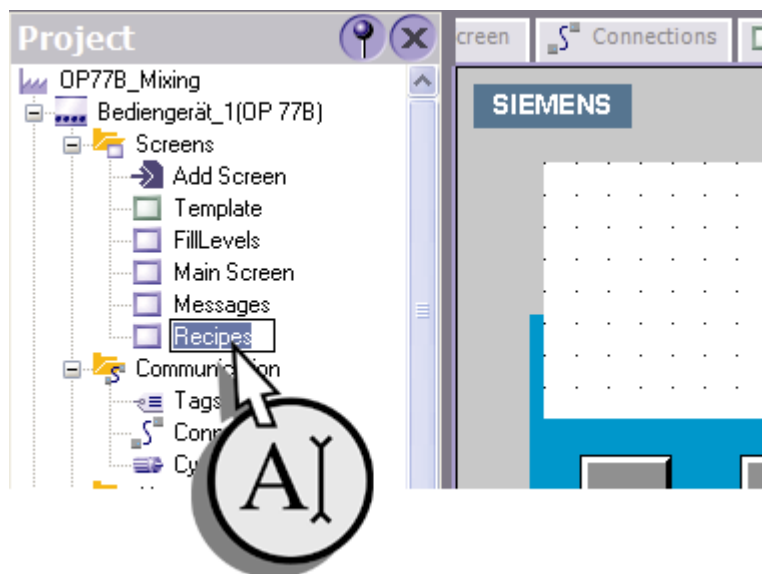 Project
creen
Connections
OP77B_Mixing
Bediengerät_1(OP 77B)
SIEMENS
Screens
Add Screen
Template
FillLevels
Main Screen
Messages
Recipes
Tags
A